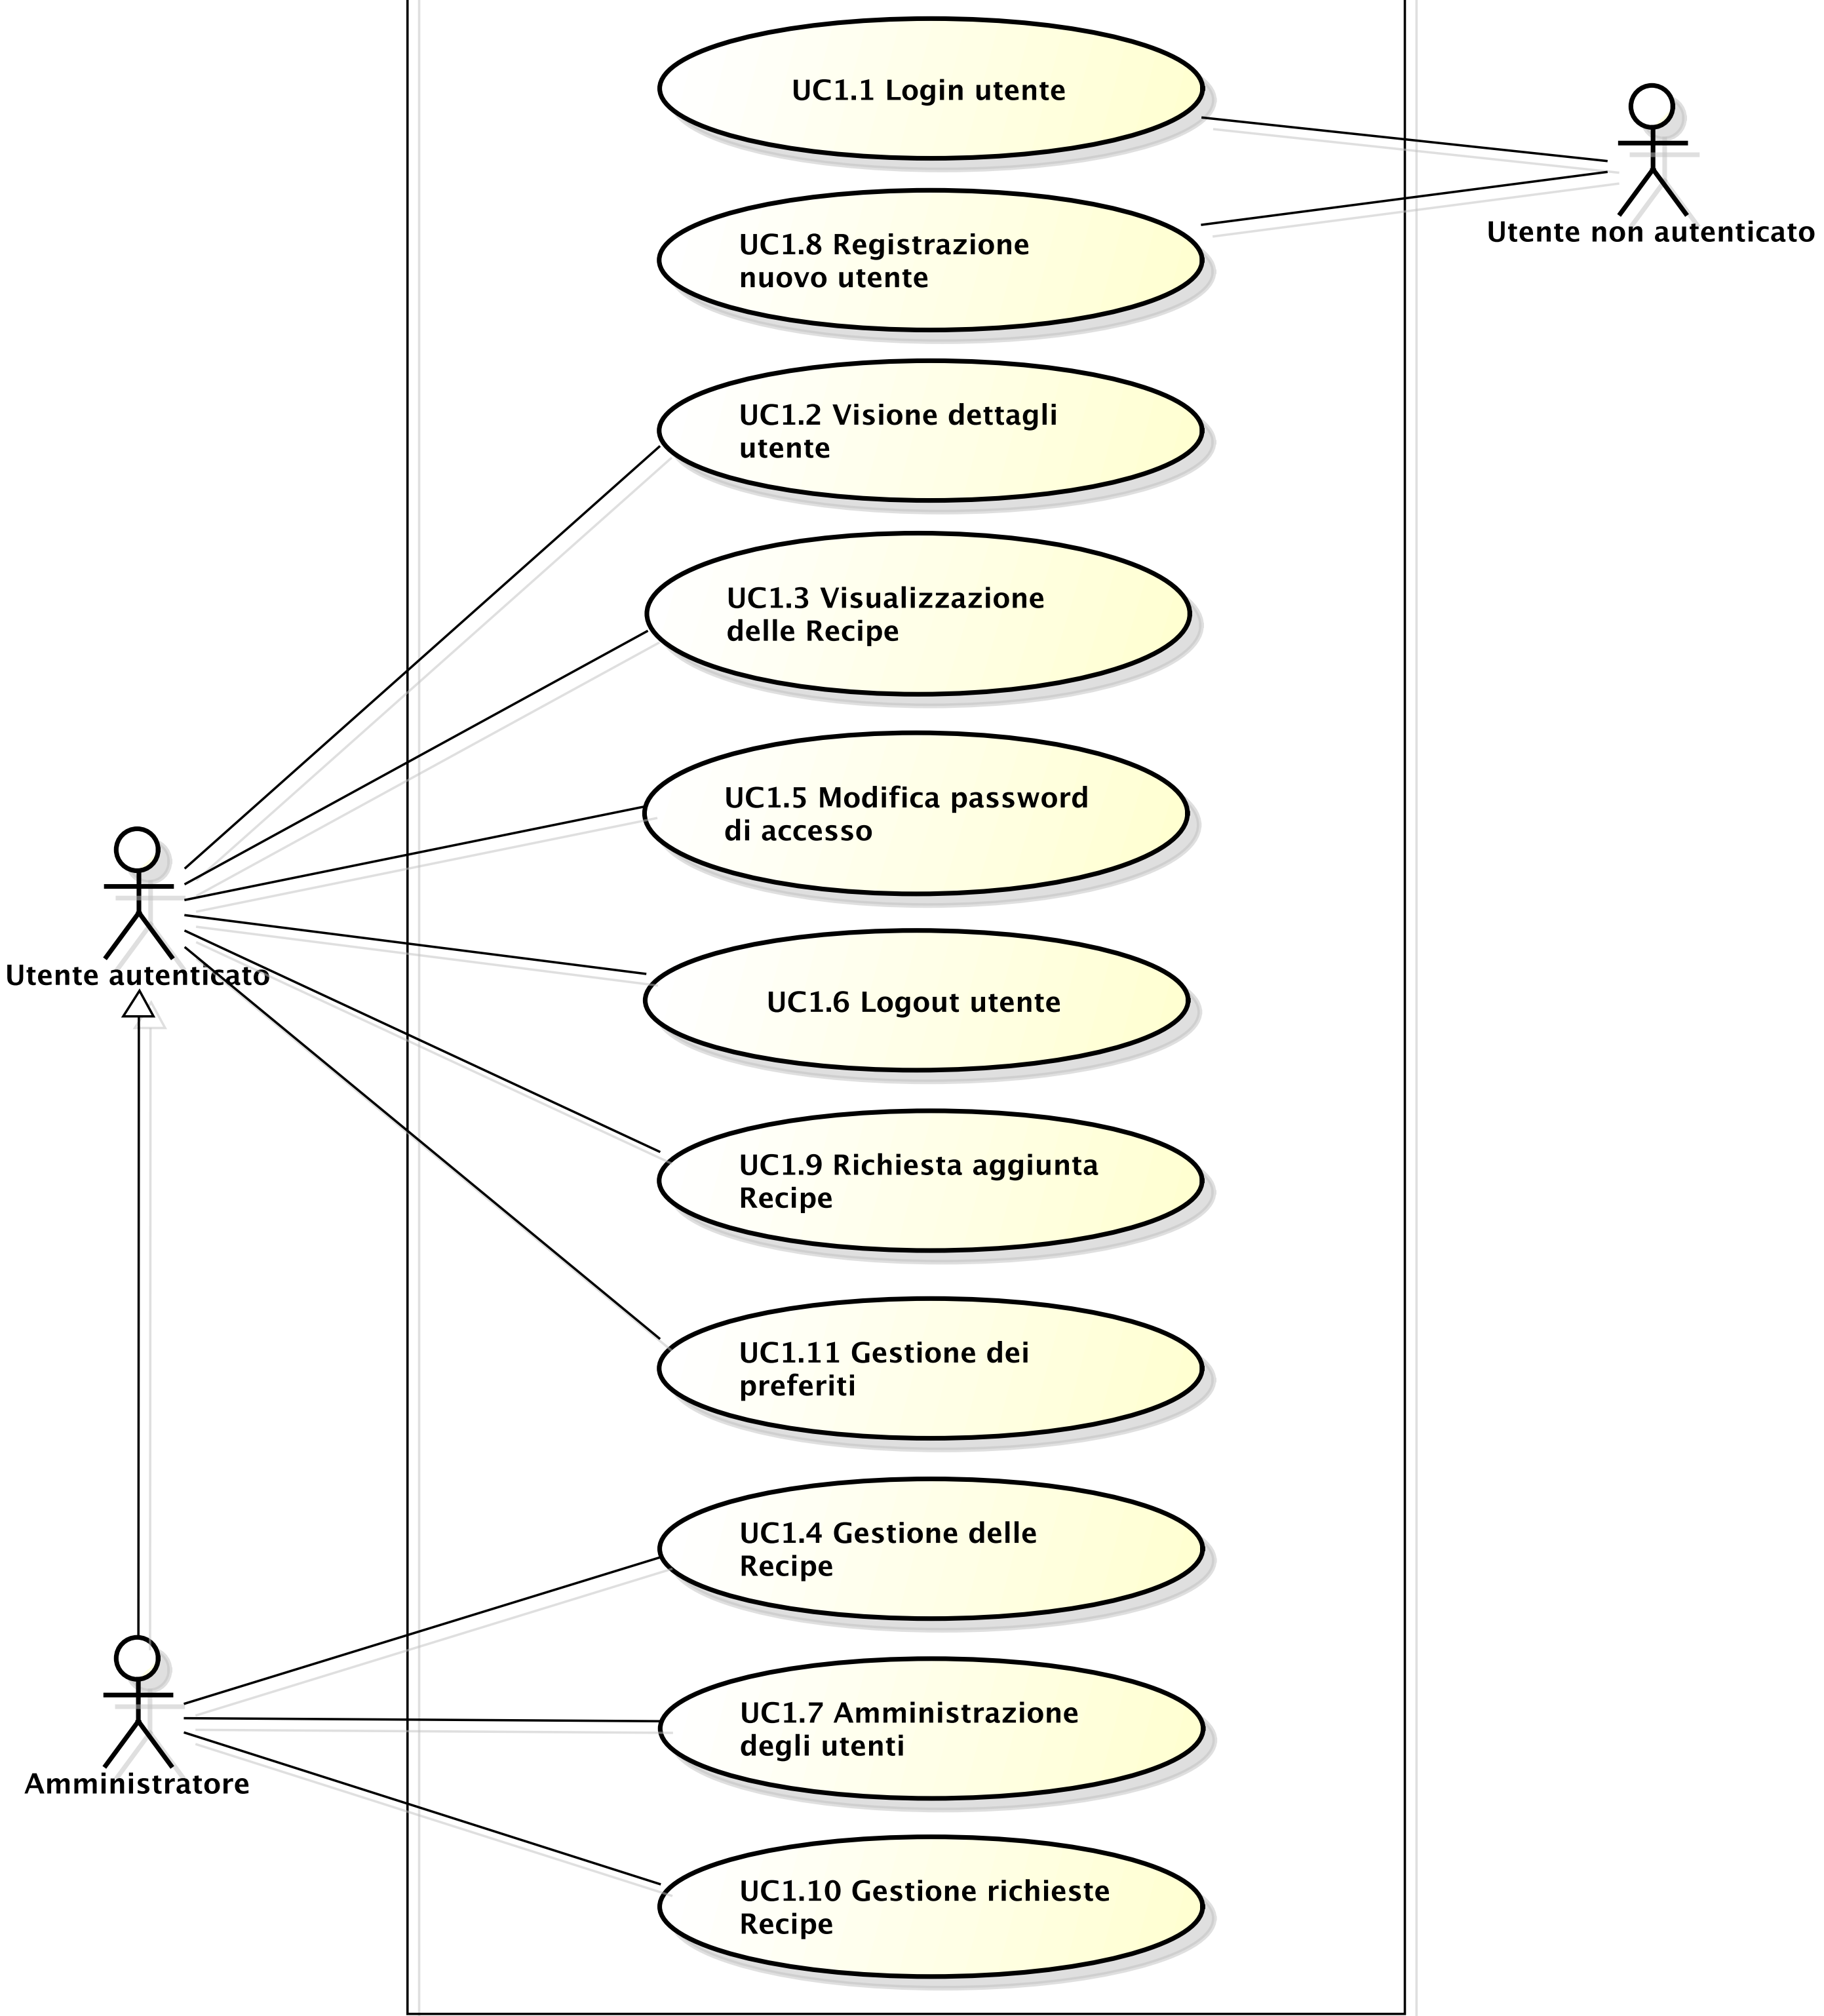 UC1.1 Login utente
Utente non autenticato
UC1.8 Registrazione
nuovo utente
UC1.2 Visione dettagli
utente
UC1.3 Visualizzazione
delle Recipe
UC1.5 Modifica password
di accesso
Utente autenticato
UC1.6 Logout utente
UC1.9 Richiesta aggiunta
Recipe
UC1.11 Gestione dei
preferiti
UC1.4 Gestione delle
Recipe
UC1.7 Amministrazione
degli utenti
Amministratore
UC1.10 Gestione richieste
Recipe